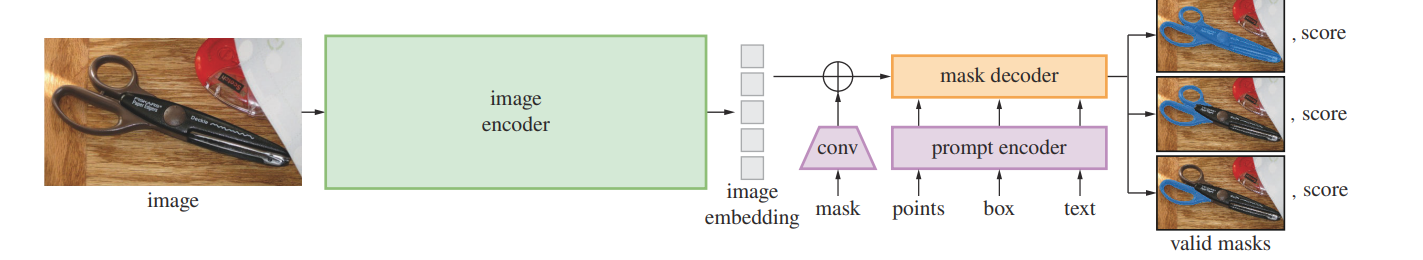 image
image
encoder
image
embedding
conv
mask
mask decoder
prompt encoder
points
box
text
, score
, score
, score
valid masks